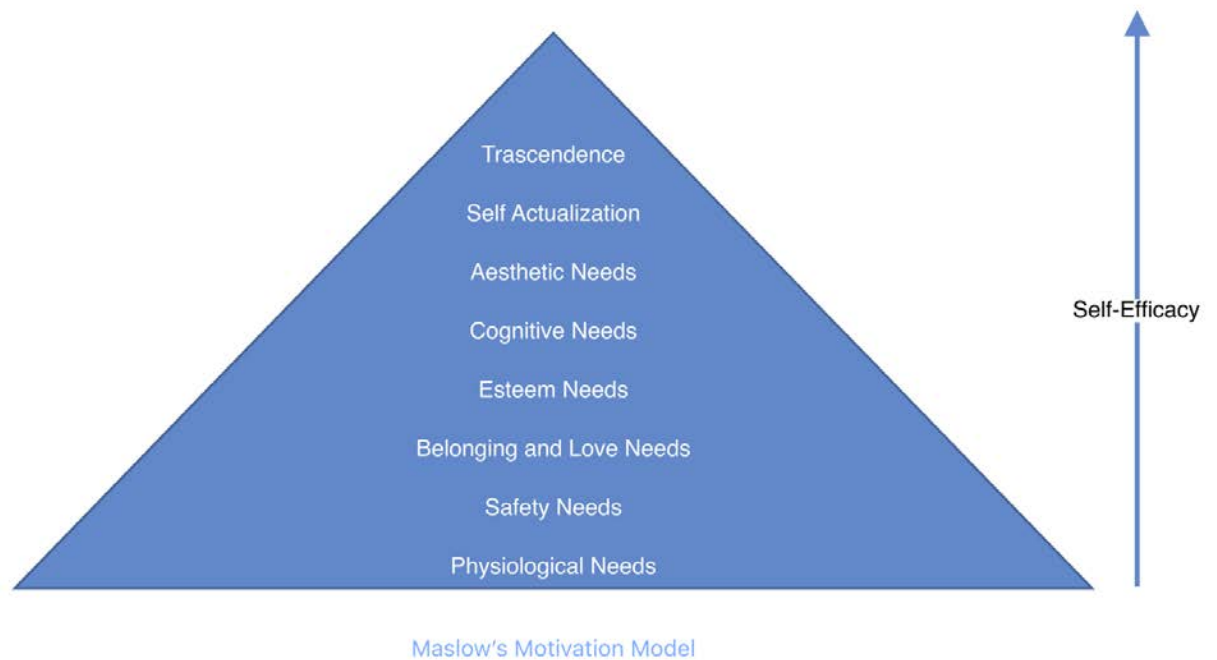 Trascendence
Self Actualization
Aesthetic Needs
Cognitive Needs
Self-Efficacy
Esteem Needs
Belonging and Love Needs
Safety Needs
Physiological Needs
Maslow's Motivation Model